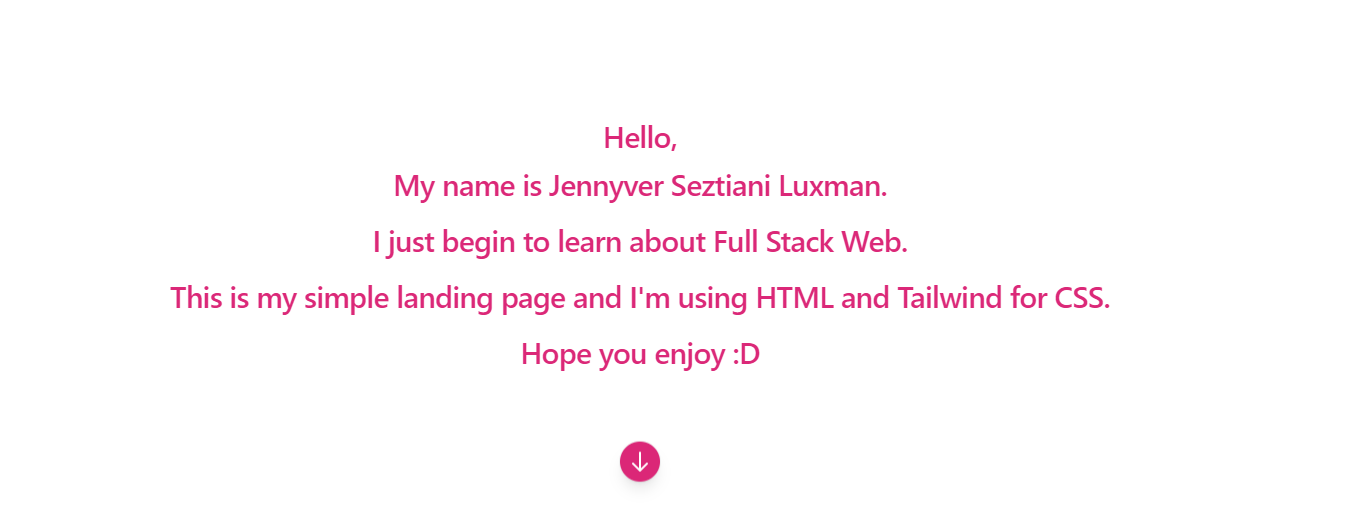 Hello,
My name is Jennyver Seztiani Luxman.
I just begin to learn about Full Stack Web.
This is my simple landing page and I'm using HTML and Tailwind for CSS.
Hope you enjoy :D